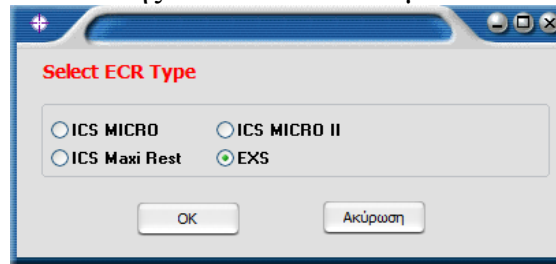 Select ECR Type
ICS MICRO ICS MICRO II
ICS Maxi Rest EXS
OK Ακύρωση